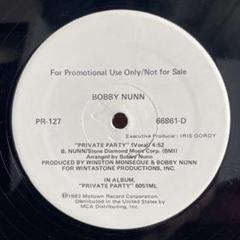 For Promotional Use Only/Not for Sale
BOBBY NUNN
PR-127
66861-D
Executive Producer: IRIS GORDY
"PRIVATE PARTY" (Vocal) 4:52
B. NUNN/Stone Diamond Music Corp. (BMI)
Arranged by Bobby Nunn
PRODUCED BY WINSTON MONSEQUE & BOBBY NUNN
FOR WINTASTONE PRODUCTIONS, INC.
IN ALBUM,
"PRIVATE PARTY" 6051ML
©1983 Motown Record Corporation.
Distributed in the United States by
MCA Distributing, Inc.